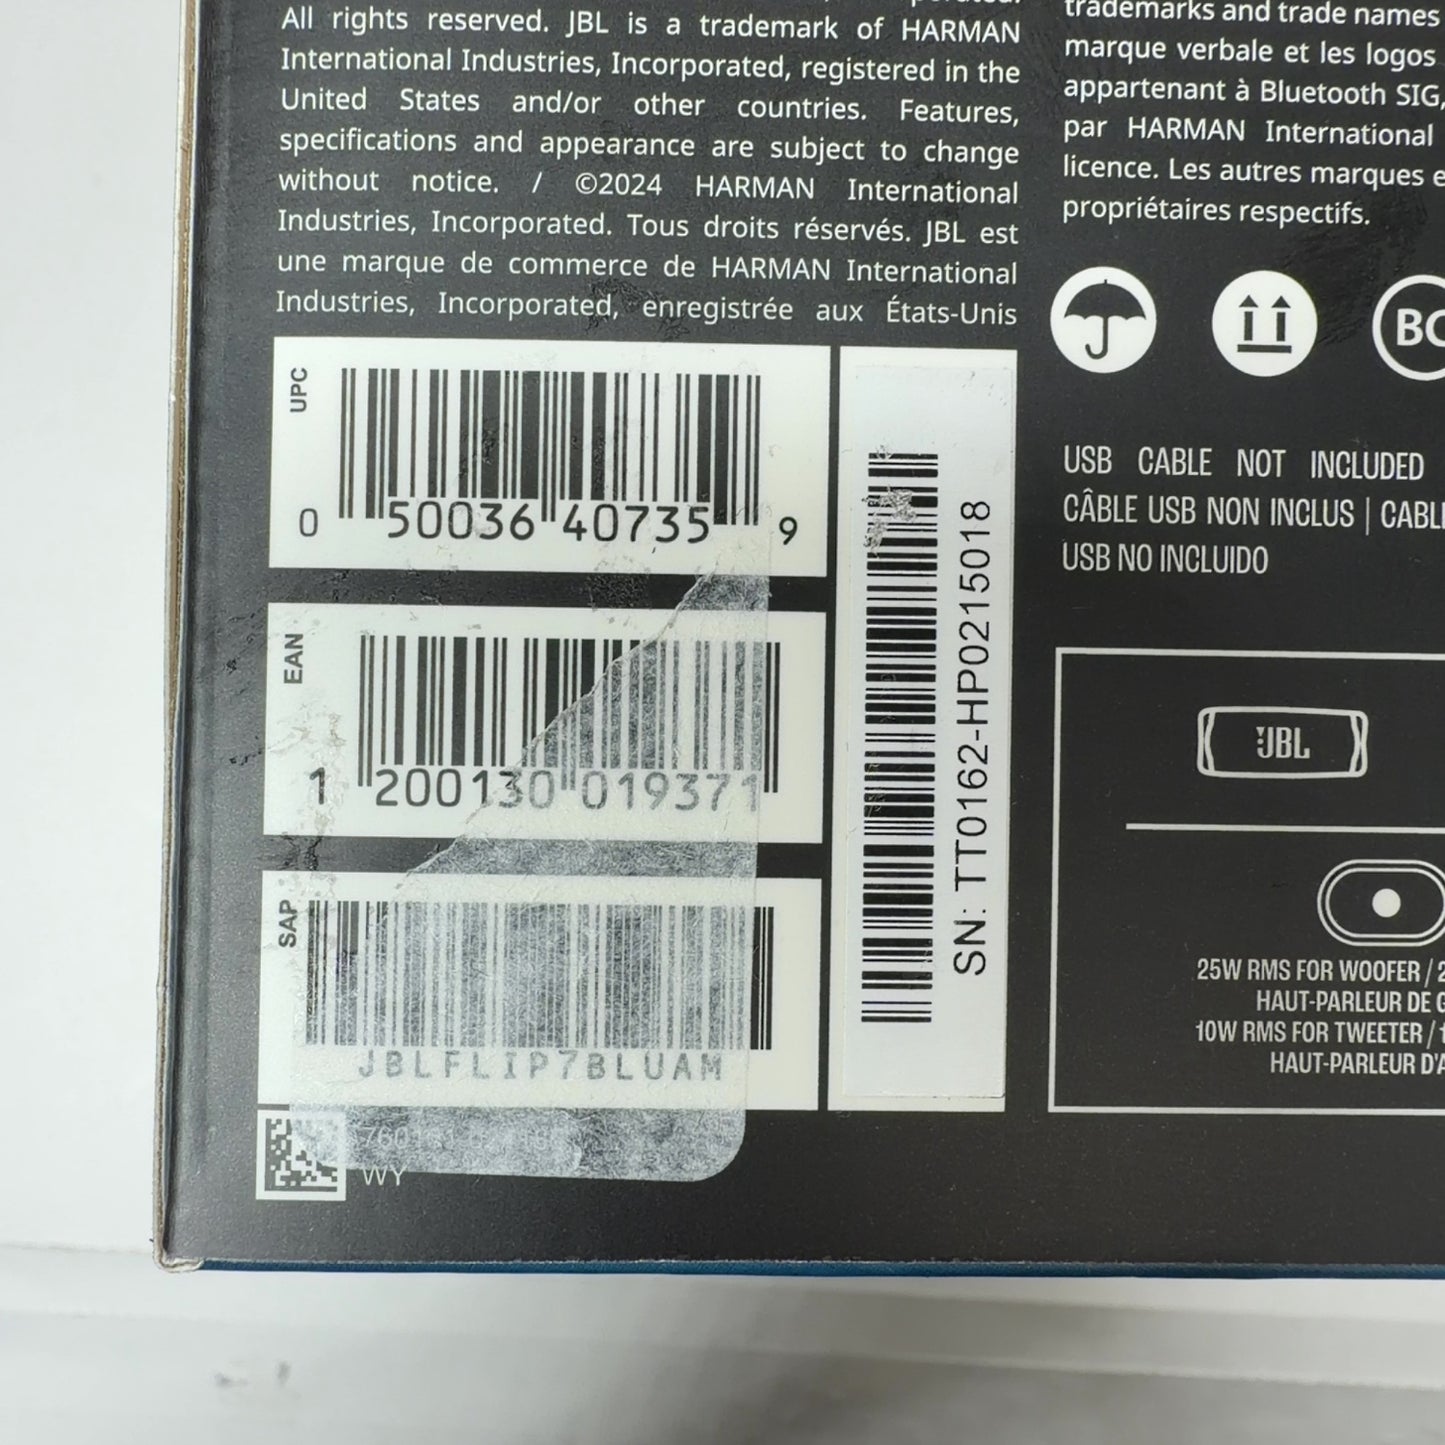 All rights reserved. JBL is a trademark of HARMAN
International Industries, Incorporated, registered in the
United States and/or other countries. Features,
specifications and appearance are subject to change
without notice. / ©2024 HARMAN International
Industries, Incorporated. Tous droits réservés. JBL est
une marque de commerce de HARMAN International
Industries, Incorporated, enregistrée aux États-Unis
trademarks and trade names
marque verbale et les logos
appartenant à Bluetooth SIG,
par HARMAN International
licence. Les autres marques
propriétaires respectifs.
UPC
0 50036 40735 9
EAN
1 200130 019371
SAP
JBLFLIP7BLUAM
WY
SN: TT0162-HP0215018
USB CABLE NOT INCLUDED
CÂBLE USB NON INCLUS |
USB NO INCLUIDO
JBL
25W RMS FOR WOOFER /
HAUT-PARLEUR DE
10W RMS FOR TWEETER /
HAUT-PARLEUR